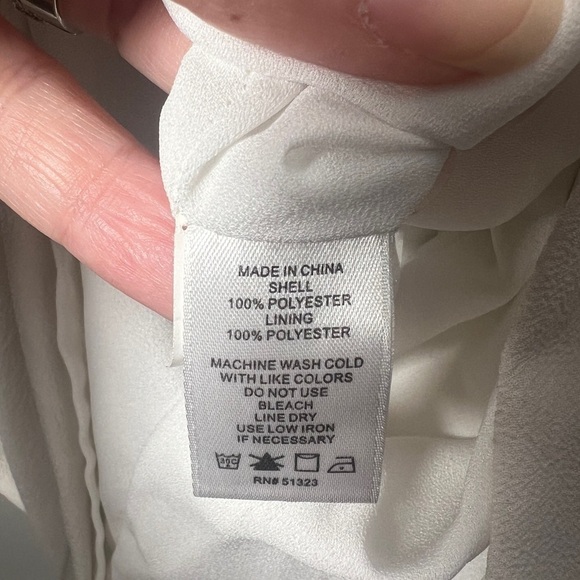 MADE IN CHINA
SHELL
100% POLYESTER
LINING
100% POLYESTER
MACHINE WASH COLD
WITH LIKE COLORS
DO NOT USE
BLEACH
LINE DRY
USE LOW IRON
IF NECESSARY
30C
RN# 51323